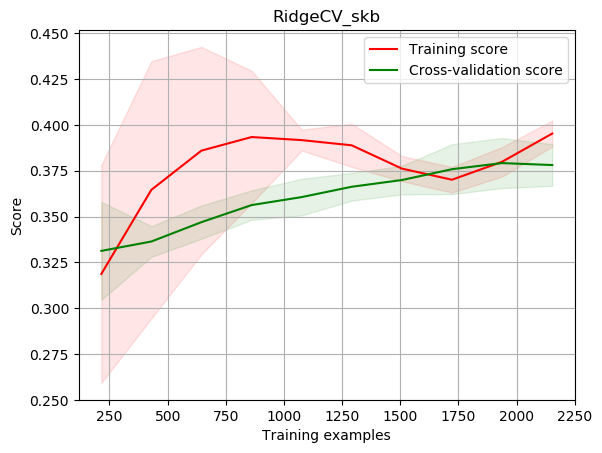 RidgeCV_skb
0.450
0.425
0.400
0.375
0.350
0.325
0.300
0.275
0.250
Score
Training score
Cross-validation score
250 500 750 1000 1250 1500 1750 2000 2250
Training examples